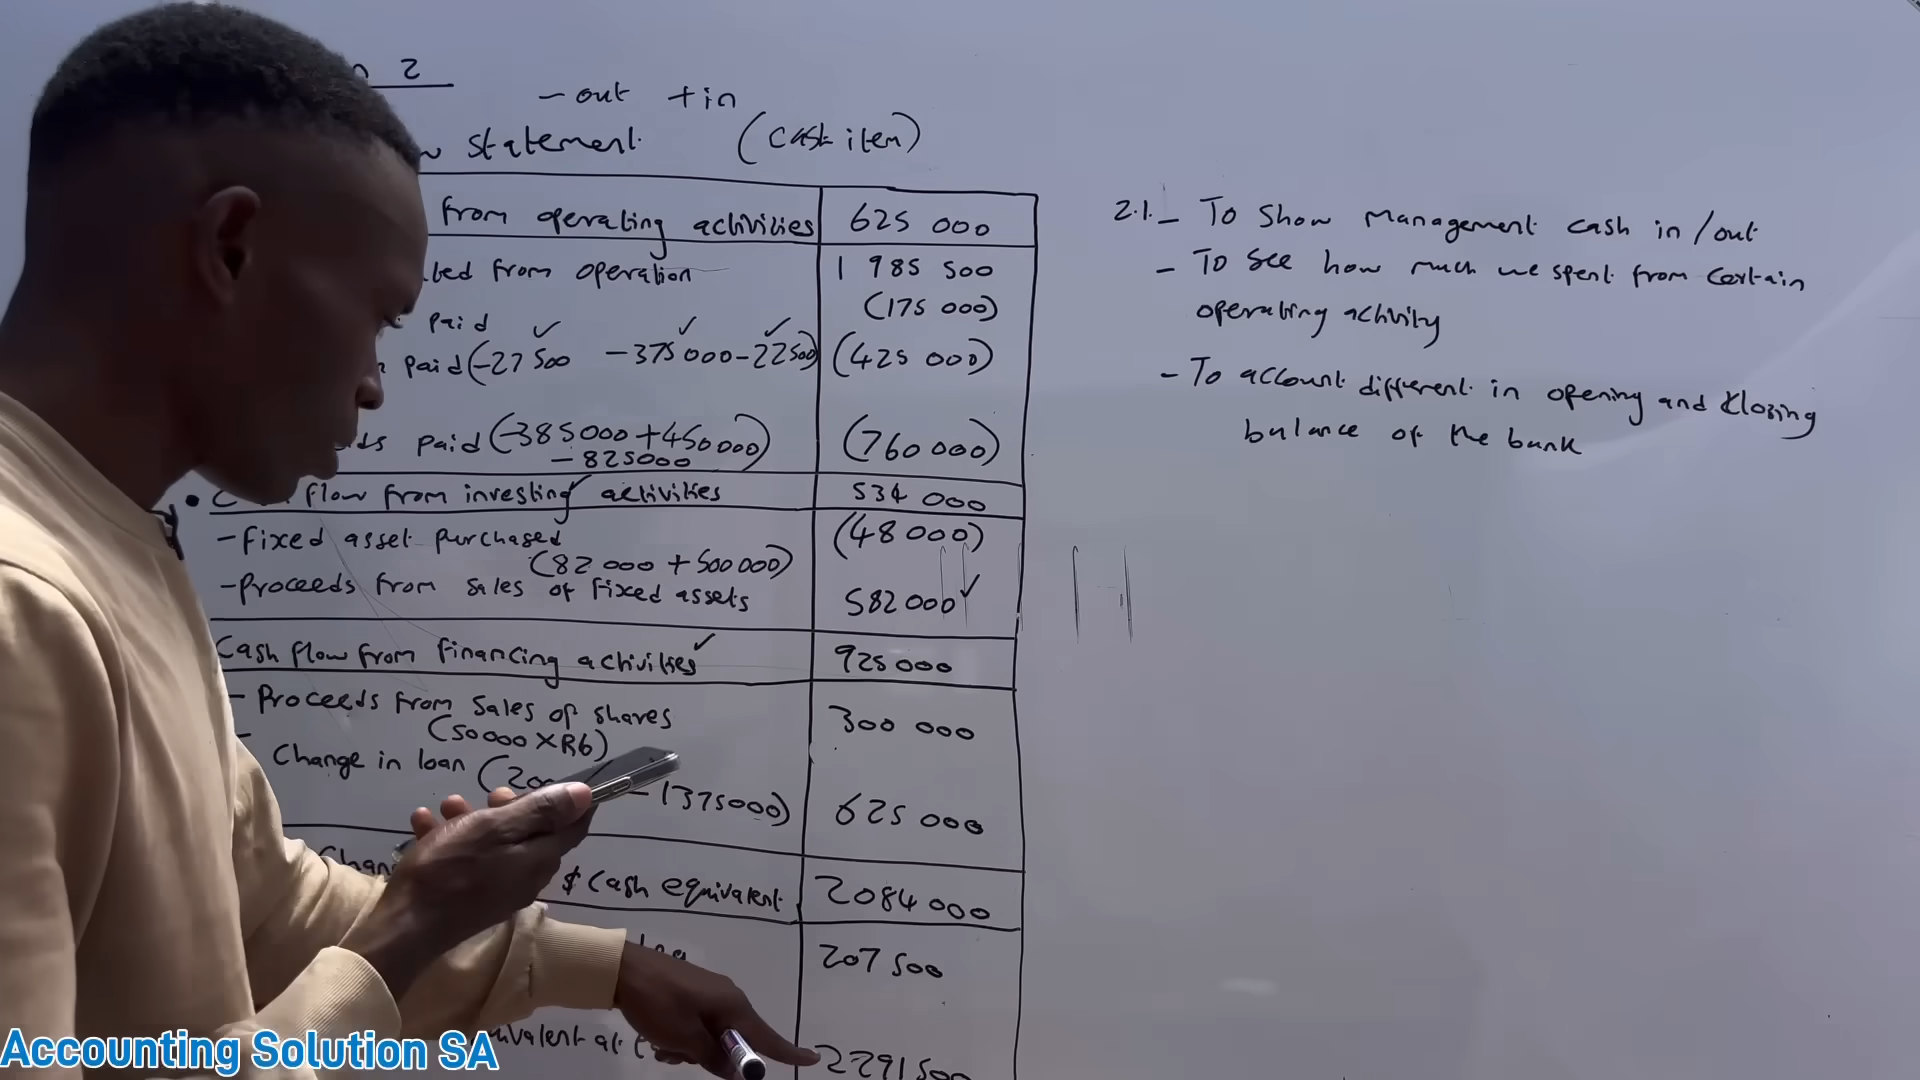 2
- out + in
statement (cash item)
from operating activities 625 000
from operation 1 985 500
paid (175 000)
paid (-27 500 - 375 000 - 22 500) (425 000)
paid (-385 000 + 450 000) (760 000)
- 825000
flow from investing activities 534 000
- Fixed asset purchased (48 000)
(82 000 + 500 000)
- Proceeds from sales of fixed assets 582 000
Cash flow from financing activities 925 000
- Proceeds from sales of shares 300 000
(50000 X R6)
- Change in loan
- 1375000) 625 000
$ cash equivalent 2084 000
207 500
at 2291 500
2.1. - To show management cash in / out
- To see how much we spent from certain
operating activity
- To account different in opening and closing
balance of the bank
Accounting Solution SA